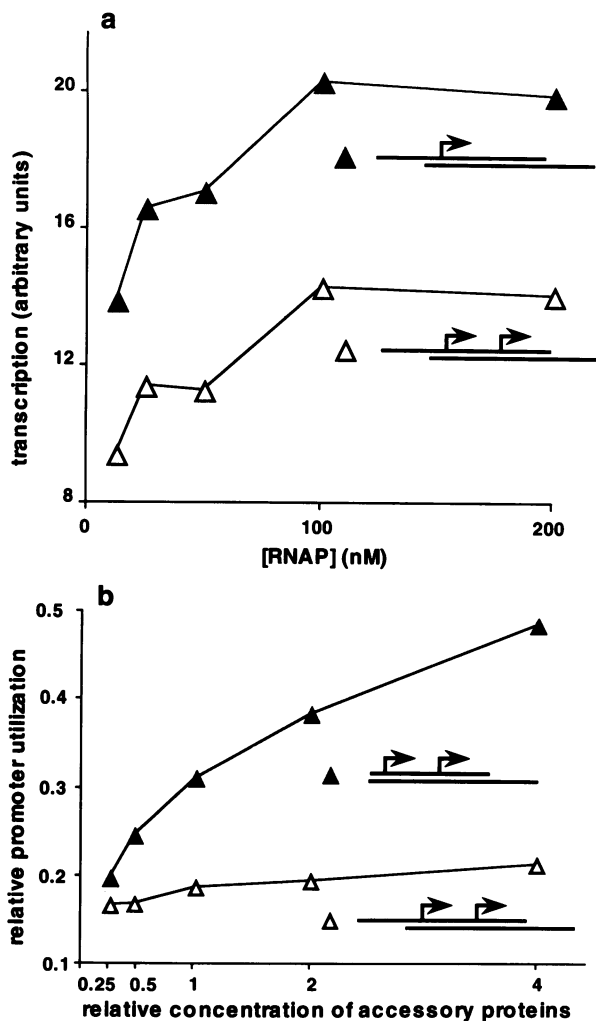 a
20
16
12
8
transcription (arbitrary units)
0 100 200
[RNAP] (nM)
b
0.5
0.4
0.3
0.2
0.1
relative promoter utilization
0.25 0.5 1 2 4
relative concentration of accessory proteins